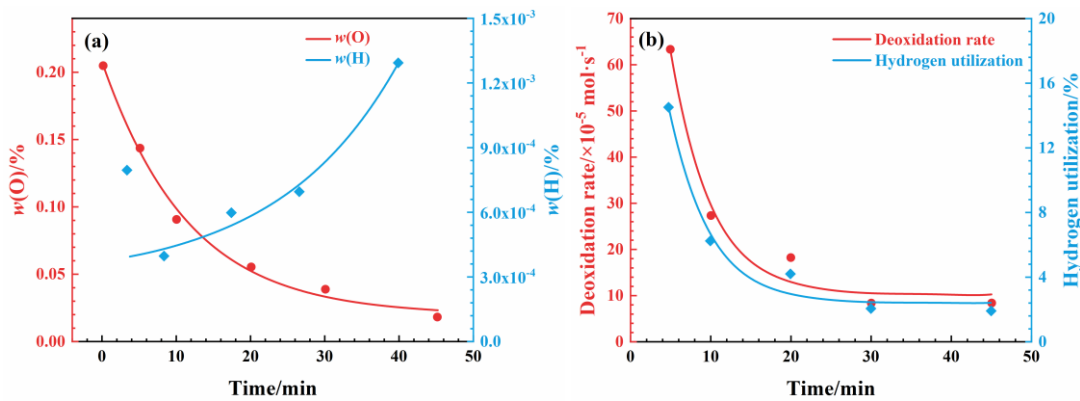 (a)
w(O)
w(H)
w(O)/%
0.20
0.15
0.10
0.05
0.00
1.5x10⁻³
1.2x10⁻³
9.0x10⁻⁴
6.0x10⁻⁴
3.0x10⁻⁴
0.0
w(H)/%
0 10 20 30 40 50
Time/min
(b)
Deoxidation rate
Hydrogen utilization
Deoxidation rate/×10⁻⁵ mol·s⁻¹
70
60
50
40
30
20
10
0
20
16
12
8
4
0
Hydrogen utilization/%
0 10 20 30 40 50
Time/min